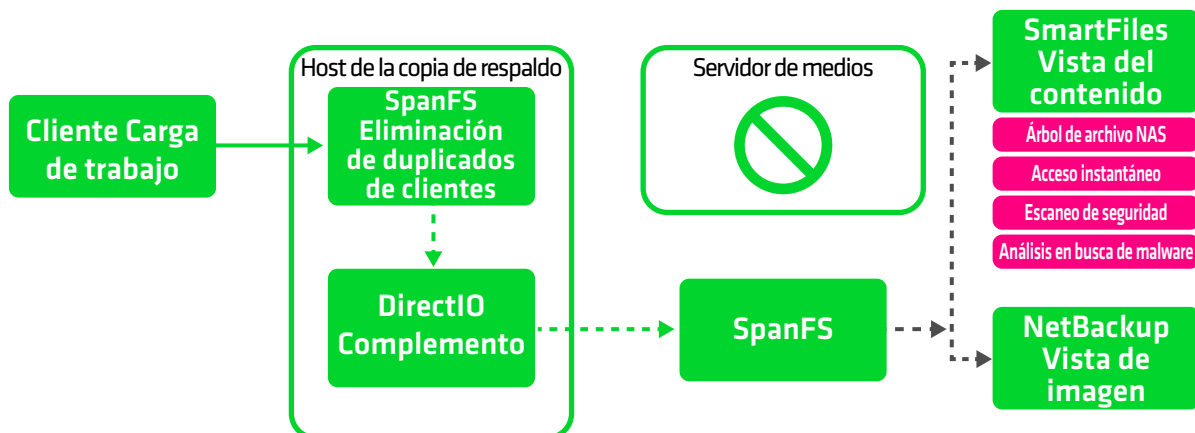 Cliente Carga
de trabajo
Host de la copia de respaldo
SpanFS
Eliminación
de duplicados
de clientes
DirectIO
Complemento
Servidor de medios
SpanFS
SmartFiles
Vista del
contenido
Árbol de archivo NAS
Acceso instantáneo
Escaneo de seguridad
Análisis en busca de malware
NetBackup
Vista de
imagen